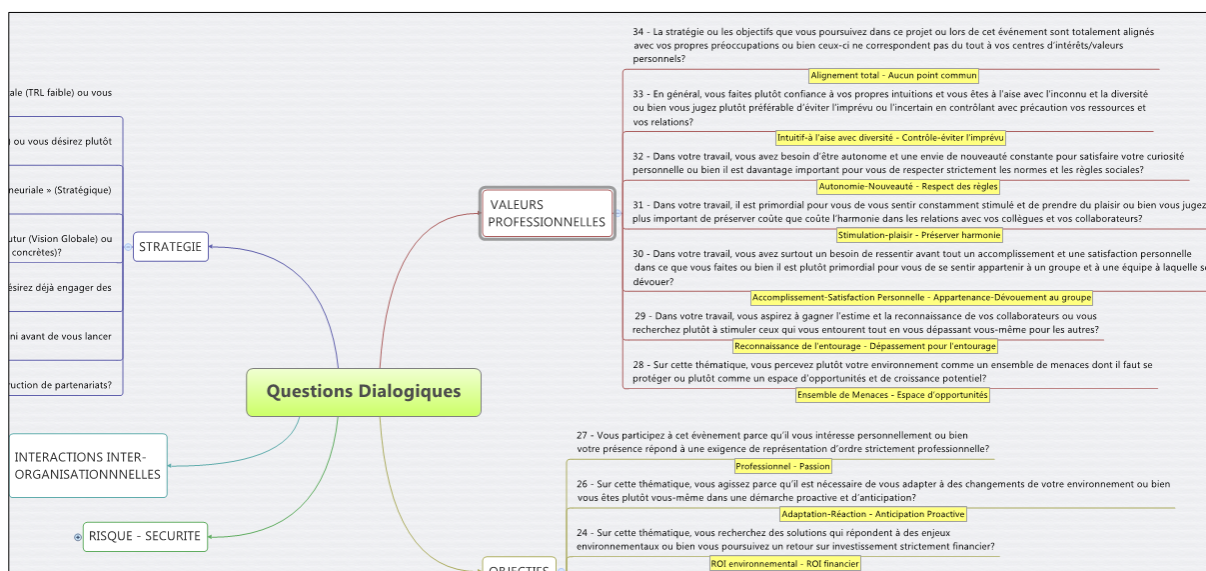 34 - La stratégie ou les objectifs que vous poursuivez dans ce projet ou lors de cet événement sont totalement alignés
avec vos propres préoccupations ou bien ceux-ci ne correspondent pas du tout à vos centres d'intérêts/valeurs
personnels?
Alignement total - Aucun point commun
33 - En général, vous faites plutôt confiance à vos propres intuitions et vous êtes à l'aise avec l'inconnu et la diversité
ou bien vous jugez plutôt préférable d'éviter l'imprévu ou l'incertain en contrôlant avec précaution vos ressources et
vos relations?
Intuitif-à l'aise avec diversité - Contrôle-éviter l'imprévu
32 - Dans votre travail, vous avez besoin d'être autonome et une envie de nouveauté constante pour satisfaire votre curiosité
personnelle ou bien il est davantage important pour vous de respecter strictement les normes et les règles sociales?
Autonomie-Nouveauté - Respect des règles
31 - Dans votre travail, il est primordial pour vous de vous sentir constamment stimulé et de prendre du plaisir ou bien vous jugez
plus important de préserver coûte que coûte l'harmonie dans les relations avec vos collègues et vos collaborateurs?
Stimulation-plaisir - Préserver harmonie
30 - Dans votre travail, vous avez surtout un besoin de ressentir avant tout un accomplissement et une satisfaction personnelle
dans ce que vous faites ou bien il est plutôt primordial pour vous de se sentir appartenir à un groupe et à une équipe à laquelle se
dévouer?
Accomplissement-Satisfaction Personnelle - Appartenance-Dévouement au groupe
29 - Dans votre travail, vous aspirez à gagner l'estime et la reconnaissance de vos collaborateurs ou vous
recherchez plutôt à stimuler ceux qui vous entourent tout en vous dépassant vous-même pour les autres?
Reconnaissance de l'entourage - Dépassement pour l'entourage
28 - Sur cette thématique, vous percevez plutôt votre environnement comme un ensemble de menaces dont il faut se
protéger ou plutôt comme un espace d'opportunités et de croissance potentiel?
Ensemble de Menaces - Espace d'opportunités
VALEURS
PROFESSIONNELLES
ale (TRL faible) ou vous
ou vous désirez plutôt
neuriale » (Stratégique)
utur (Vision Globale) ou
concrètes)?
ésirez déjà engager des
ni avant de vous lancer
ruction de partenariats?
STRATEGIE
Questions Dialogiques
INTERACTIONS INTER-
ORGANISATIONNNELLES
RISQUE - SECURITE
27 - Vous participez à cet évènement parce qu'il vous intéresse personnellement ou bien
votre présence répond à une exigence de représentation d'ordre strictement professionnelle?
Professionnel - Passion
26 - Sur cette thématique, vous agissez parce qu'il est nécessaire de vous adapter à des changements de votre environnement ou bien
vous êtes plutôt vous-même dans une démarche proactive et d'anticipation?
Adaptation-Réaction - Anticipation Proactive
24 - Sur cette thématique, vous recherchez des solutions qui répondent à des enjeux
environnementaux ou bien vous poursuivez un retour sur investissement strictement financier?
ROI environnemental - ROI financier
OBJECTIFS